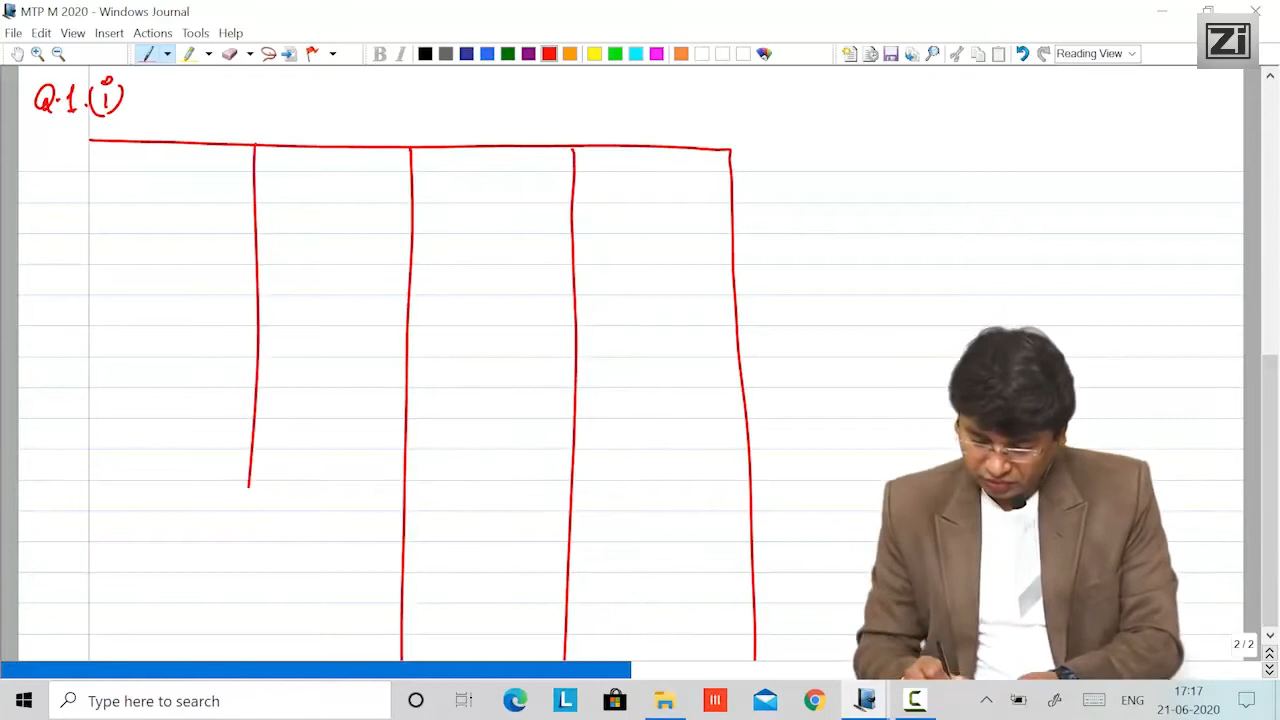 MTP M 2020 - Windows Journal
Zi
File Edit View Insert Actions Tools Help
B I Reading View
Q.1.(i)
2 / 2
Type here to search
L
C
ENG
17:17
21-06-2020